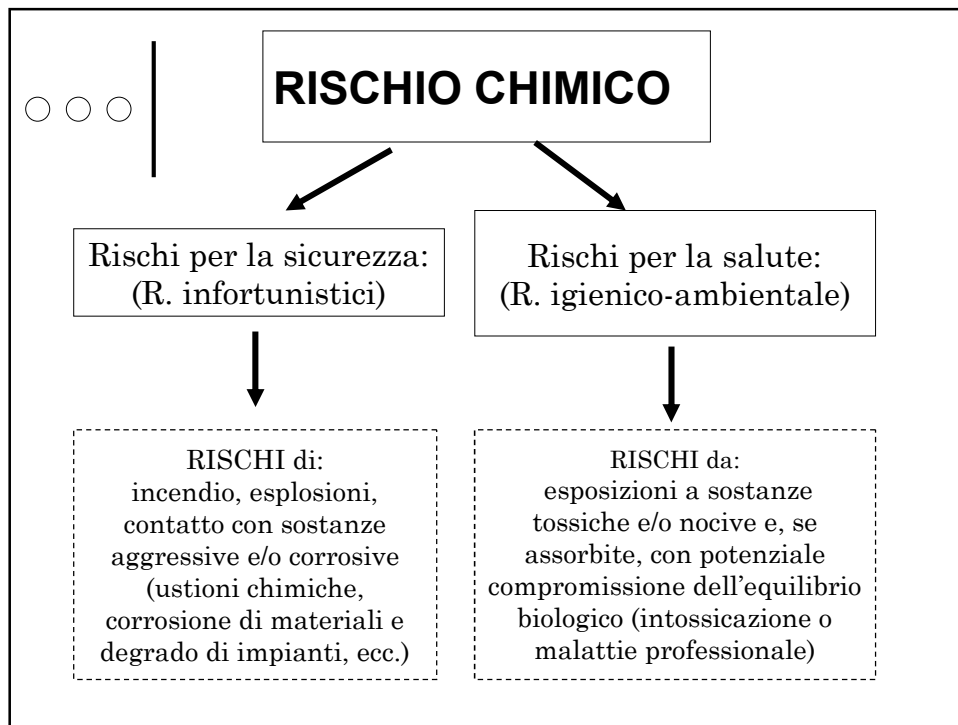 RISCHIO CHIMICO
Rischi per la sicurezza:
(R. infortunistici)
Rischi per la salute:
(R. igienico-ambientale)
RISCHI di:
incendio, esplosioni,
contatto con sostanze
aggressive e/o corrosive
(ustioni chimiche,
corrosione di materiali e
degrado di impianti, ecc.)
RISCHI da:
esposizioni a sostanze
tossiche e/o nocive e, se
assorbite, con potenziale
compromissione dell’equilibrio
biologico (intossicazione o
malattie professionale)